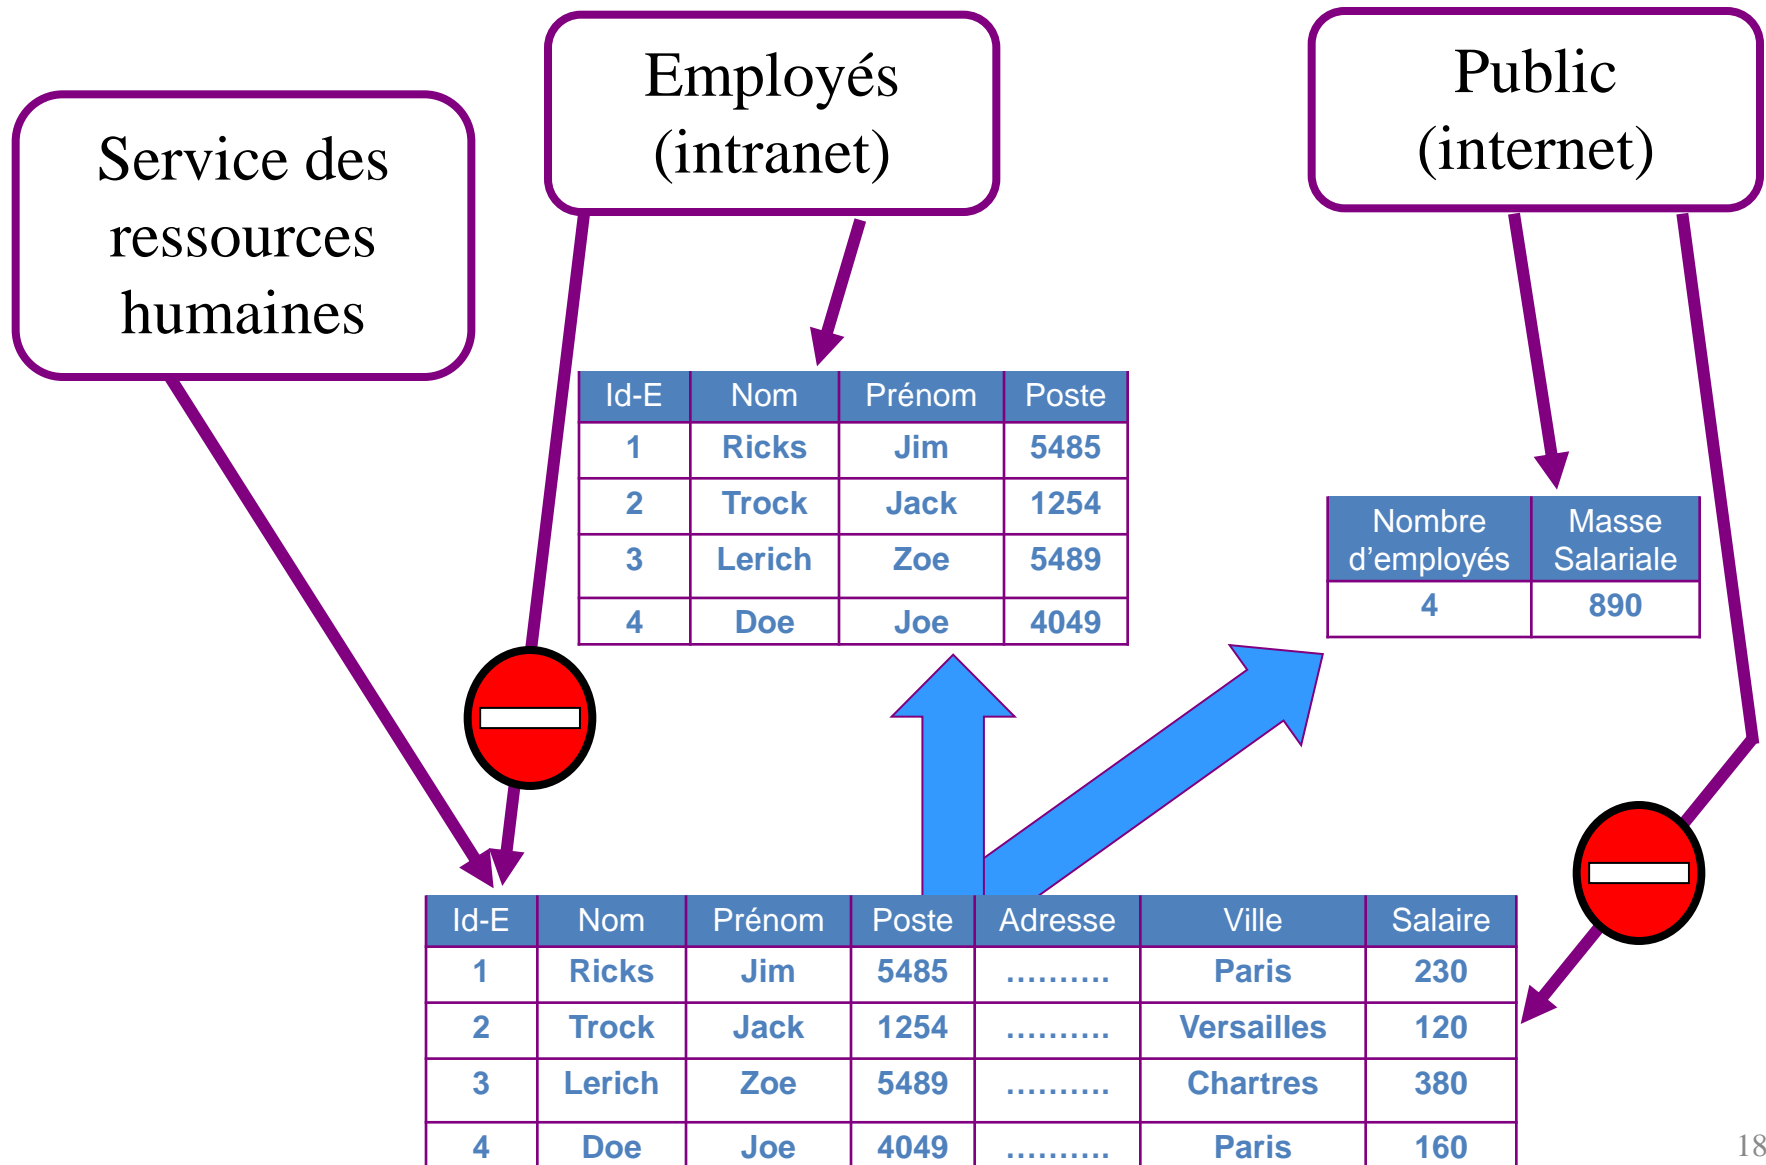 Service des
ressources
humaines
Employés
(intranet)
Public
(internet)
Id-E Nom Prénom Poste
1 Ricks Jim 5485
2 Trock Jack 1254
3 Lerich Zoe 5489
4 Doe Joe 4049
Nombre Masse
d’employés Salariale
4 890
Id-E Nom Prénom Poste Adresse Ville Salaire
1 Ricks Jim 5485 ………. Paris 230
2 Trock Jack 1254 ………. Versailles 120
3 Lerich Zoe 5489 ………. Chartres 380
4 Doe Joe 4049 ………. Paris 160
18